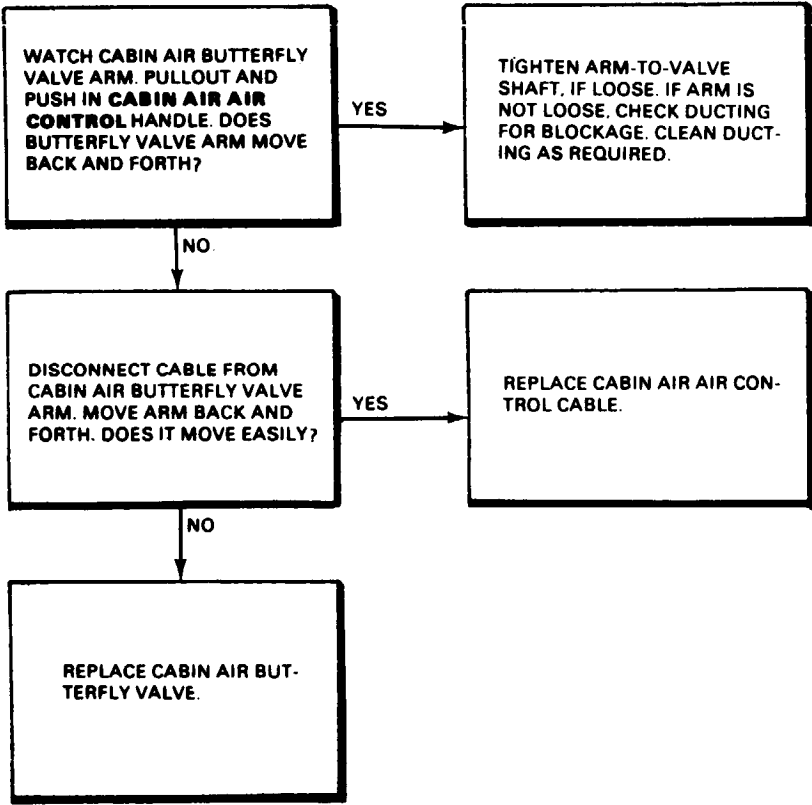 WATCH CABIN AIR BUTTERFLY
VALVE ARM. PULLOUT AND
PUSH IN CABIN AIR AIR
CONTROL HANDLE. DOES
BUTTERFLY VALVE ARM MOVE
BACK AND FORTH?
YES
TIGHTEN ARM-TO-VALVE
SHAFT, IF LOOSE. IF ARM IS
NOT LOOSE, CHECK DUCTING
FOR BLOCKAGE. CLEAN DUCT-
ING AS REQUIRED.
NO
DISCONNECT CABLE FROM
CABIN AIR BUTTERFLY VALVE
ARM. MOVE ARM BACK AND
FORTH. DOES IT MOVE EASILY?
YES
REPLACE CABIN AIR AIR CON-
TROL CABLE.
NO
REPLACE CABIN AIR BUT-
TERFLY VALVE.